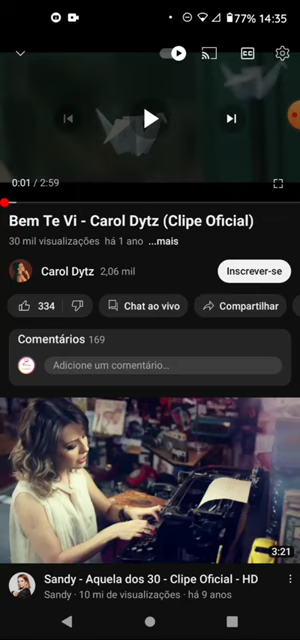 77% 14:35
CC
0:01 / 2:59
Bem Te Vi - Carol Dytz (Clipe Oficial)
30 mil visualizações há 1 ano ...mais
Carol Dytz 2,06 mil
Inscrever-se
334
Chat ao vivo
Compartilhar
Comentários 169
Adicione um comentário...
3:21
Sandy - Aquela dos 30 - Clipe Oficial - HD
Sandy · 10 mi de visualizações · há 9 anos